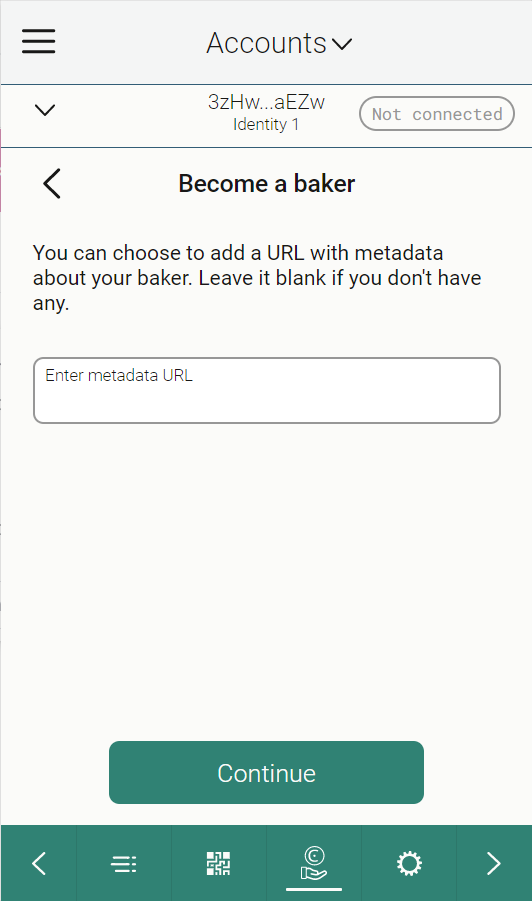 Accounts
3zHw...aEZw
Identity 1
Not connected
Become a baker
You can choose to add a URL with metadata
about your baker. Leave it blank if you don't have
any.
Enter metadata URL
Continue